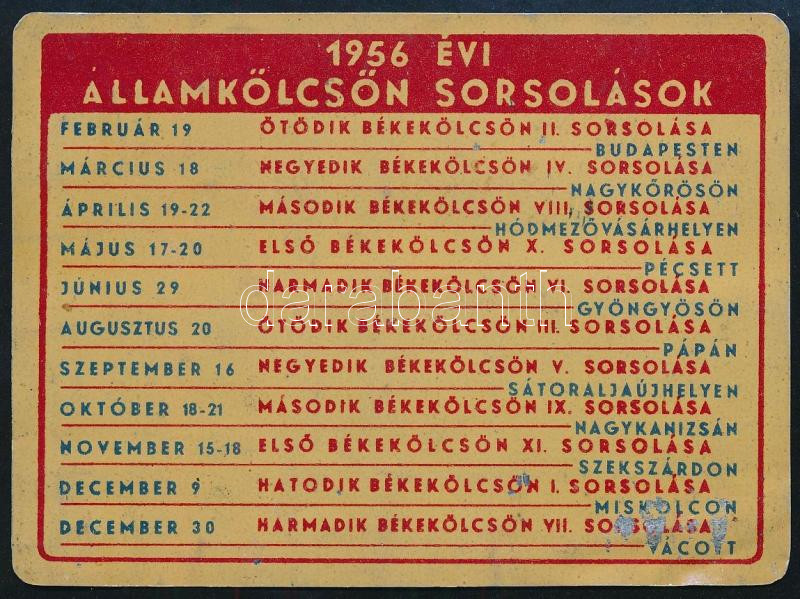 1956 ÉVI
ÁLLAMKÖLCSÖN SORSOLÁSOK
FEBRUÁR 19 ÖTÖDIK BÉKEKÖLCSÖN II. SORSOLÁSA
BUDAPESTEN
MÁRCIUS 18 NEGYEDIK BÉKEKÖLCSÖN IV. SORSOLÁSA
NAGYKŐRÖSÖN
ÁPRILIS 19-22 MÁSODIK BÉKEKÖLCSÖN VIII. SORSOLÁSA
HÓDMEZŐVÁSÁRHELYEN
MÁJUS 17-20 ELSŐ BÉKEKÖLCSÖN X. SORSOLÁSA
PÉCSETT
JÚNIUS 29 HARMADIK BÉKEKÖLCSÖN VI. SORSOLÁSA
GYÖNGYÖSÖN
darabanth
AUGUSZTUS 20 ÖTÖDIK BÉKEKÖLCSÖN III. SORSOLÁSA
PÁPÁN
SZEPTEMBER 16 NEGYEDIK BÉKEKÖLCSÖN V. SORSOLÁSA
SÁTORALJAÚJHELYEN
OKTÓBER 18-21 MÁSODIK BÉKEKÖLCSÖN IX. SORSOLÁSA
NAGYKANIZSÁN
NOVEMBER 15-18 ELSŐ BÉKEKÖLCSÖN XI. SORSOLÁSA
SZEKSZÁRDON
DECEMBER 9 HATODIK BÉKEKÖLCSÖN I. SORSOLÁSA
MISKOLCON
DECEMBER 30 HARMADIK BÉKEKÖLCSÖN VII. SORSOLÁSA
VÁCOTT